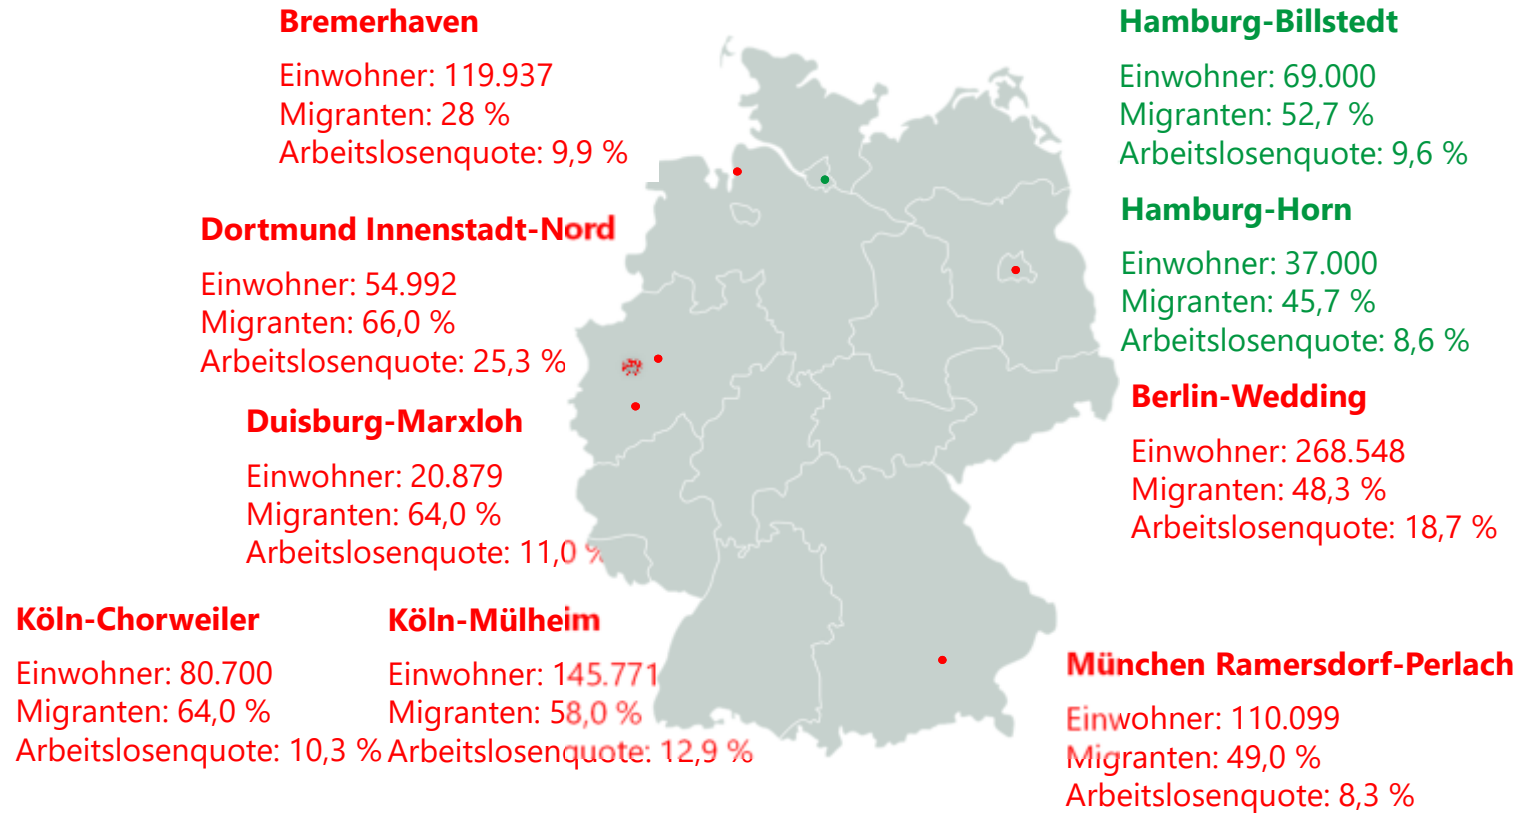 Bremerhaven
Einwohner: 119.937
Migranten: 28 %
Arbeitslosenquote: 9,9 %
Hamburg-Billstedt
Einwohner: 69.000
Migranten: 52,7 %
Arbeitslosenquote: 9,6 %
Dortmund Innenstadt-Nord
Einwohner: 54.992
Migranten: 66,0 %
Arbeitslosenquote: 25,3 %
Hamburg-Horn
Einwohner: 37.000
Migranten: 45,7 %
Arbeitslosenquote: 8,6 %
Duisburg-Marxloh
Einwohner: 20.879
Migranten: 64,0 %
Arbeitslosenquote: 11,0 %
Berlin-Wedding
Einwohner: 268.548
Migranten: 48,3 %
Arbeitslosenquote: 18,7 %
Köln-Chorweiler
Einwohner: 80.700
Migranten: 64,0 %
Arbeitslosenquote: 10,3 %
Köln-Mülheim
Einwohner: 145.771
Migranten: 58,0 %
Arbeitslosenquote: 12,9 %
München Ramersdorf-Perlach
Einwohner: 110.099
Migranten: 49,0 %
Arbeitslosenquote: 8,3 %